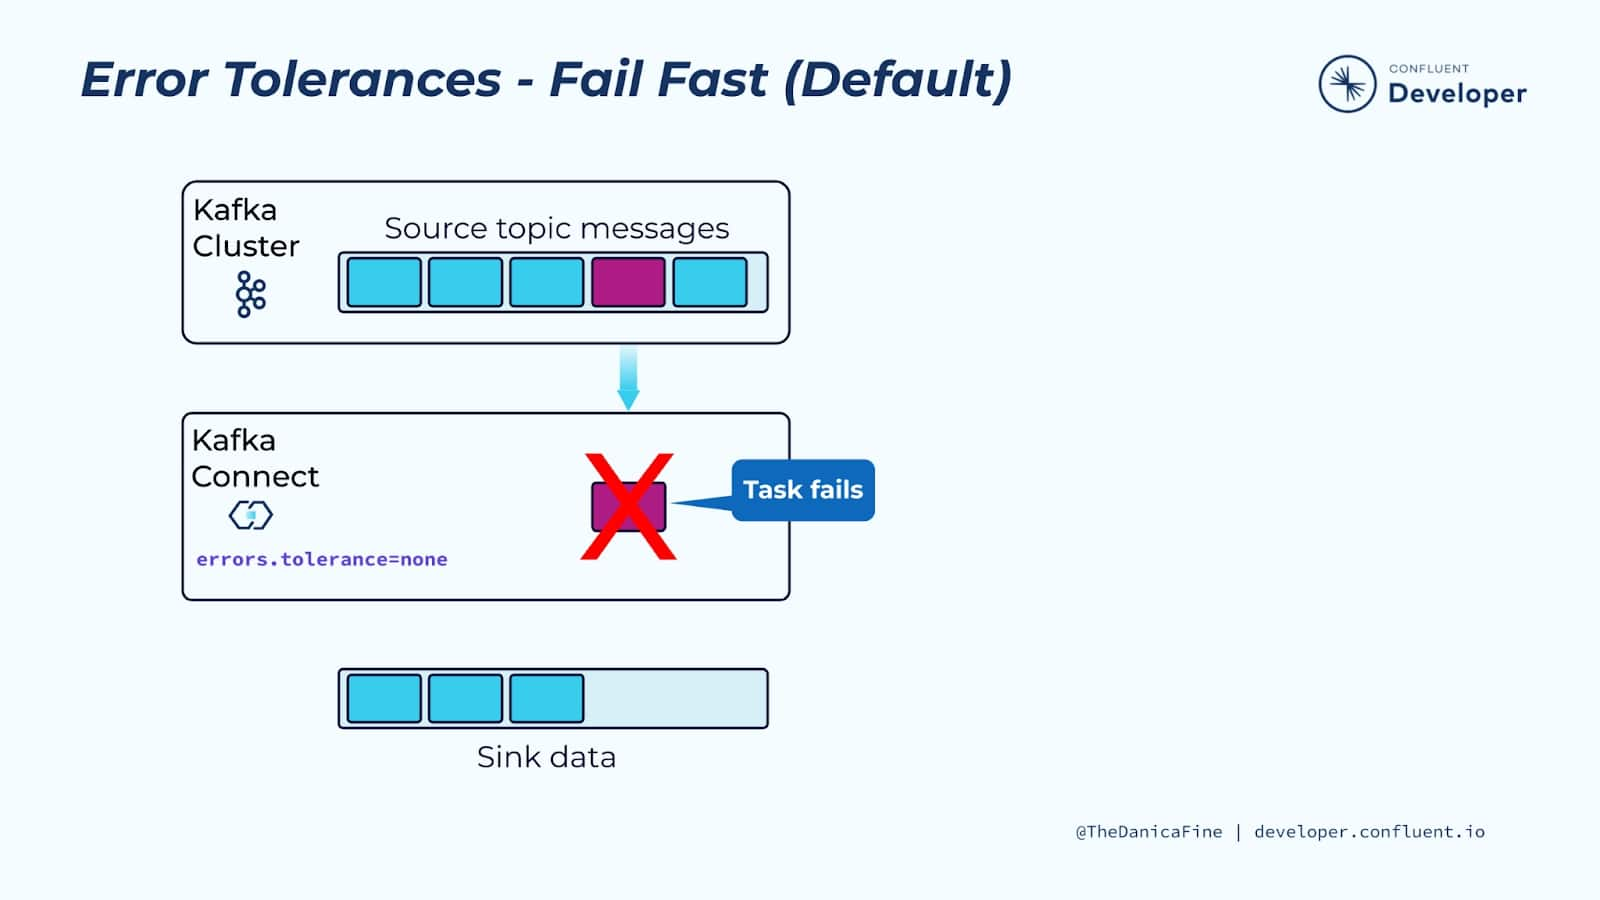 Error Tolerances - Fail Fast (Default)
CONFLUENT
Developer
Kafka
Cluster
Source topic messages
Kafka
Connect
X
Task fails
errors.tolerance=none
Sink data
@TheDanicaFine | developer.confluent.io